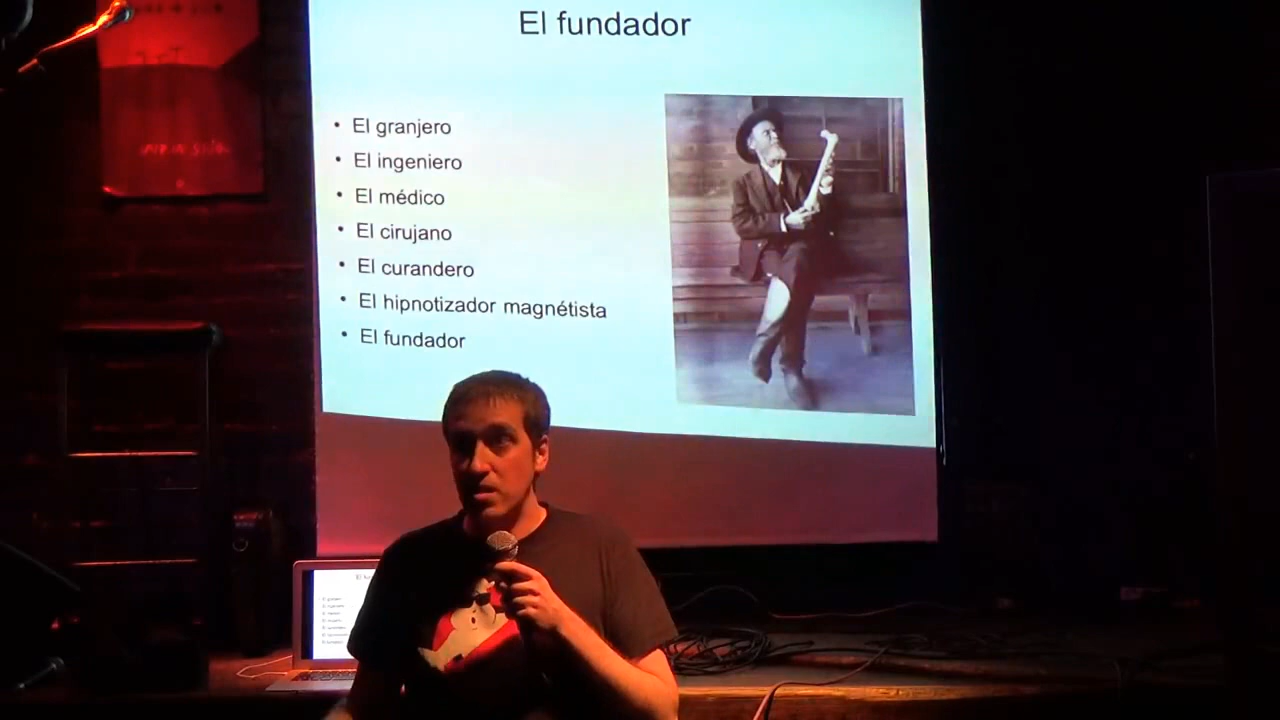 El fundador
• El granjero
• El ingeniero
• El médico
• El cirujano
• El curandero
• El hipnotizador magnétista
• El fundador